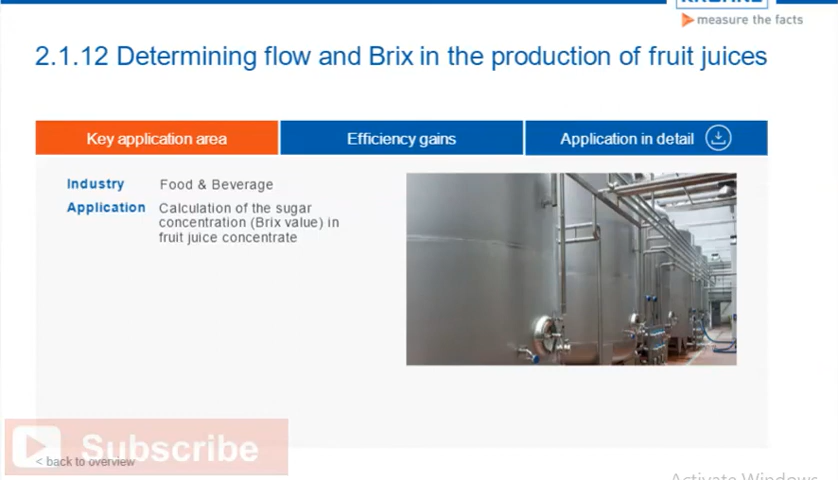 measure the facts
2.1.12 Determining flow and Brix in the production of fruit juices
Key application area
Efficiency gains
Application in detail
Industry Food & Beverage
Application Calculation of the sugar
concentration (Brix value) in
fruit juice concentrate
Subscribe
< back to overview
Activate Windows